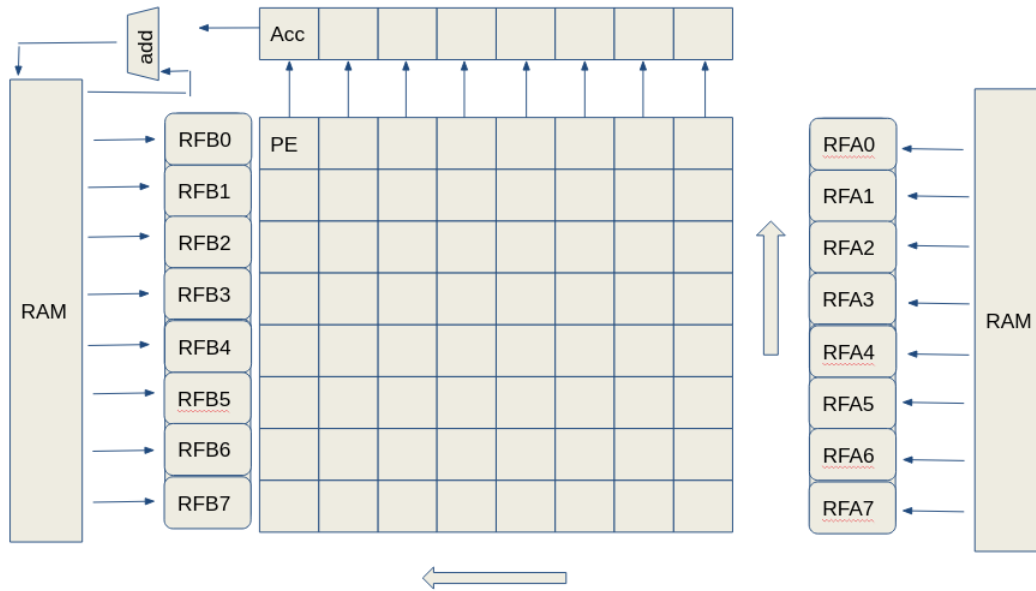 add
Acc
RAM
RFB0
RFB1
RFB2
RFB3
RFB4
RFB5
RFB6
RFB7
PE
RFA0
RFA1
RFA2
RFA3
RFA4
RFA5
RFA6
RFA7
RAM